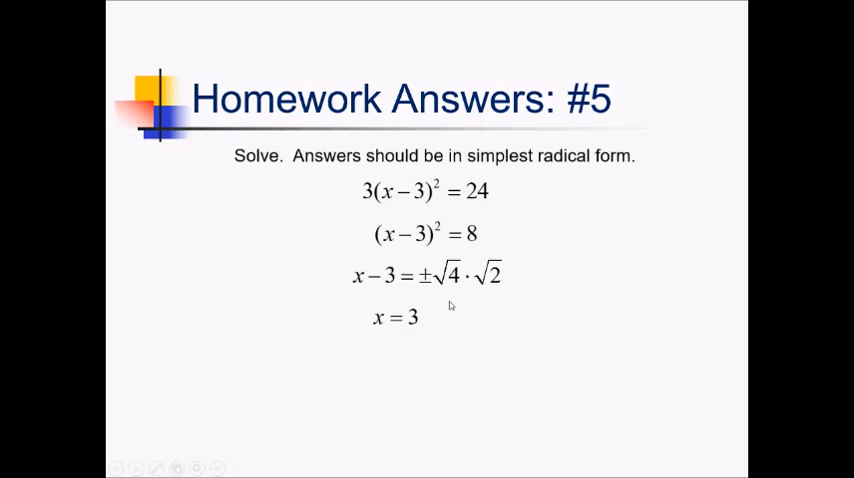 Homework Answers: #5
Solve. Answers should be in simplest radical form.
3(x − 3)² = 24
(x − 3)² = 8
x − 3 = ±√4 · √2
x = 3